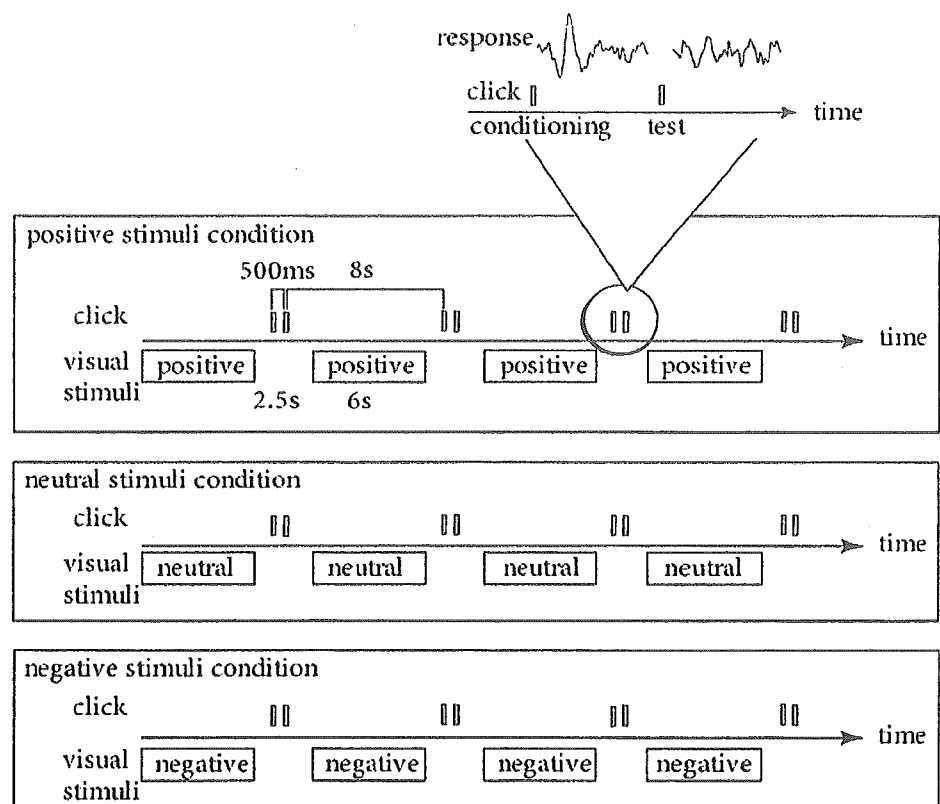 response
click
conditioning test
time
positive stimuli condition
500ms 8s
click
time
visual stimuli
positive positive positive positive
2.5s 6s
neutral stimuli condition
click
time
visual stimuli
neutral neutral neutral neutral
negative stimuli condition
click
time
visual stimuli
negative negative negative negative